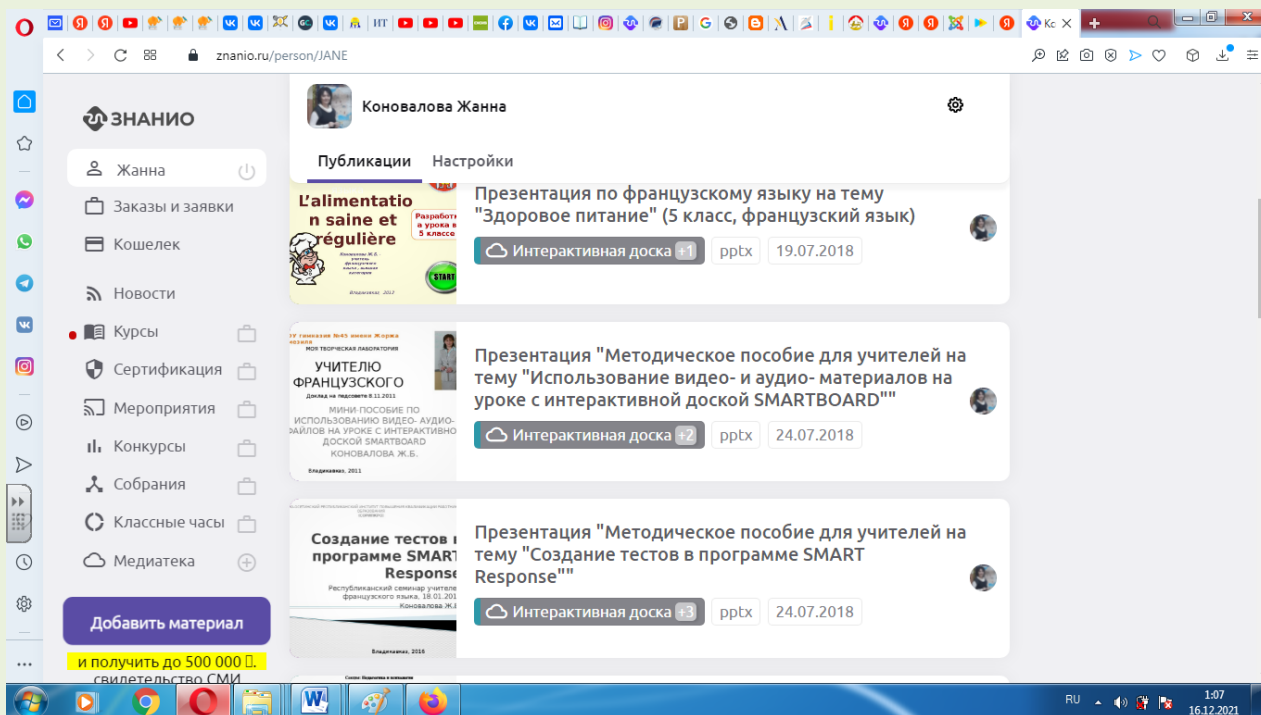 Кс
znanio.ru/person/JANE
ЗНАНИО
Жанна
Заказы и заявки
Кошелек
Новости
Курсы
Сертификация
Мероприятия
Конкурсы
Собрания
Классные часы
Медиатека
Добавить материал
и получить до 500 000
свидетельство СМИ
Коновалова Жанна
Публикации Настройки
L'alimentatio
n saine et
régulière
Разработк
а урока в
5 классе
START
Владикавказ, 2012
Презентация по французскому языку на тему
"Здоровое питание" (5 класс, французский язык)
Интерактивная доска +1 pptx 19.07.2018
МОЯ ТВОРЧЕСКАЯ ЛАБОРАТОРИЯ
УЧИТЕЛЮ
ФРАНЦУЗСКОГО
Доклад на педсовете 8.11.2011
МИНИ-ПОСОБИЕ ПО
ИСПОЛЬЗОВАНИЮ ВИДЕО- АУДИО-
ФАЙЛОВ НА УРОКЕ С ИНТЕРАКТИВНО
ДОСКОЙ SMARTBOARD
КОНОВАЛОВА Ж.Б.
Владикавказ, 2011
Презентация "Методическое пособие для учителей на
тему "Использование видео- и аудио- материалов на
уроке с интерактивной доской SMARTBOARD""
Интерактивная доска +2 pptx 24.07.2018
Создание тестов
программе SMART
Response
Республиканский семинар учителе
французского языка, 18.01.201
Коновалова Ж.
Владикавказ, 2016
Презентация "Методическое пособие для учителей на
тему "Создание тестов в программе SMART
Response""
Интерактивная доска +3 pptx 24.07.2018
RU
1:07
16.12.2021